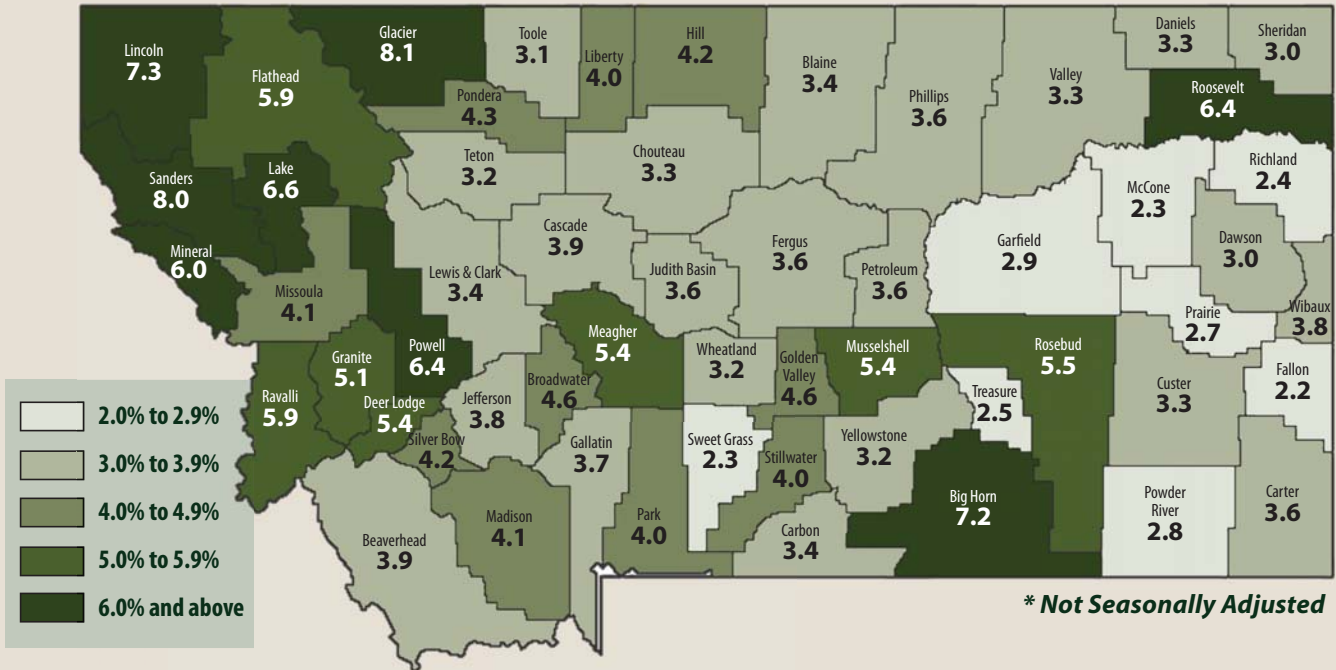 Lincoln
7.3
Flathead
5.9
Glacier
8.1
Toole
3.1
Liberty
4.0
Hill
4.2
Blaine
3.4
Phillips
3.6
Valley
3.3
Daniels
3.3
Sheridan
3.0
Roosevelt
6.4
Pondera
4.3
Teton
3.2
Chouteau
3.3
Sanders
8.0
Lake
6.6
McCone
2.3
Richland
2.4
Mineral
6.0
Missoula
4.1
Lewis & Clark
3.4
Cascade
3.9
Judith Basin
3.6
Fergus
3.6
Petroleum
3.6
Garfield
2.9
Dawson
3.0
Prairie
2.7
Wibaux
3.8
Powell
6.4
Granite
5.1
Meagher
5.4
Wheatland
3.2
Golden
Valley
4.6
Musselshell
5.4
Rosebud
5.5
Treasure
2.5
Custer
3.3
Fallon
2.2
Ravalli
5.9
Deer Lodge
5.4
Silver Bow
4.2
Jefferson
3.8
Broadwater
4.6
Gallatin
3.7
Sweet Grass
2.3
Stillwater
4.0
Yellowstone
3.2
Big Horn
7.2
Powder
River
2.8
Carter
3.6
Beaverhead
3.9
Madison
4.1
Park
4.0
Carbon
3.4
2.0% to 2.9%
3.0% to 3.9%
4.0% to 4.9%
5.0% to 5.9%
6.0% and above
* Not Seasonally Adjusted